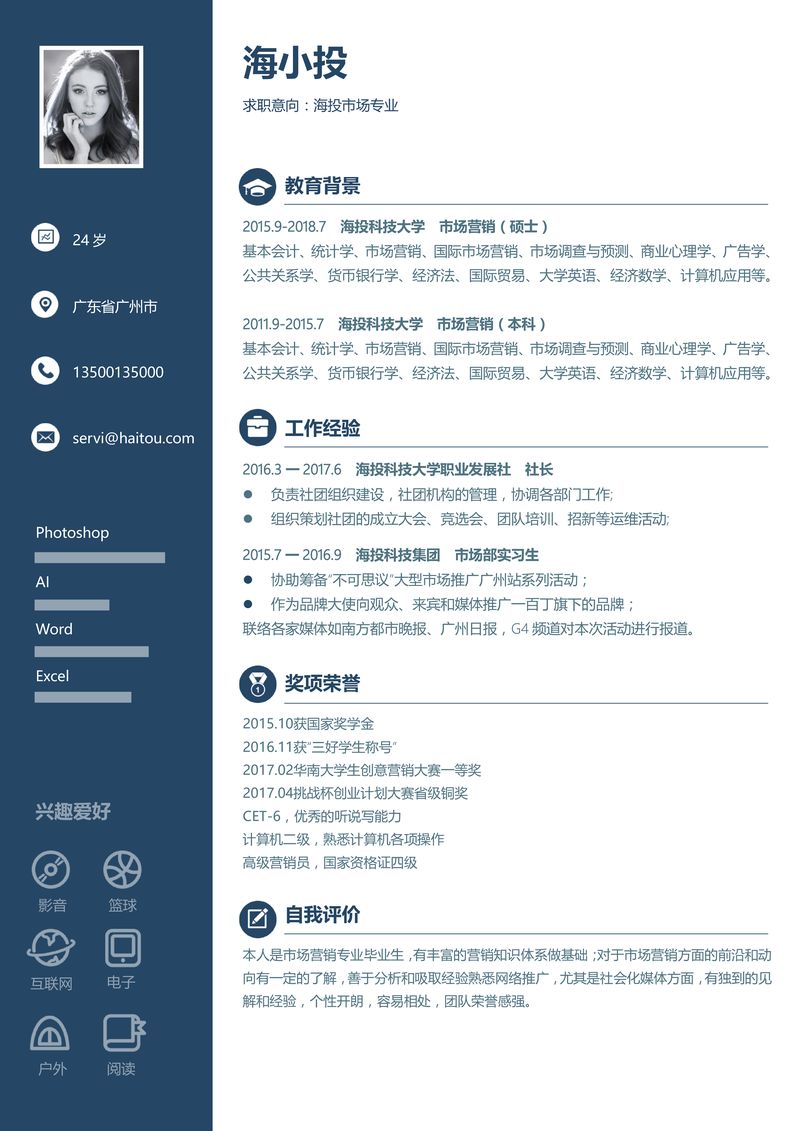 24 岁
广东省广州市
13500135000
servi@haitou.com
Photoshop
AI
Word
Excel
兴趣爱好
影音 篮球
互联网 电子
户外 阅读
海小投
求职意向：海投市场专业
教育背景
2015.9-2018.7 海投科技大学 市场营销（硕士）
基本会计、统计学、市场营销、国际市场营销、市场调查与预测、商业心理学、广告学、
公共关系学、货币银行学、经济法、国际贸易、大学英语、经济数学、计算机应用等。
2011.9-2015.7 海投科技大学 市场营销（本科）
基本会计、统计学、市场营销、国际市场营销、市场调查与预测、商业心理学、广告学、
公共关系学、货币银行学、经济法、国际贸易、大学英语、经济数学、计算机应用等。
工作经验
2016.3 一 2017.6 海投科技大学职业发展社 社长
● 负责社团组织建设，社团机构的管理，协调各部门工作;
● 组织策划社团的成立大会、竞选会、团队培训、招新等运维活动;
2015.7 一 2016.9 海投科技集团 市场部实习生
● 协助筹备“不可思议”大型市场推广广州站系列活动；
● 作为品牌大使向观众、来宾和媒体推广一百丁旗下的品牌；
联络各家媒体如南方都市晚报、广州日报，G4 频道对本次活动进行报道。
1
奖项荣誉
2015.10获国家奖学金
2016.11获“三好学生称号”
2017.02华南大学生创意营销大赛一等奖
2017.04挑战杯创业计划大赛省级铜奖
CET-6，优秀的听说写能力
计算机二级，熟悉计算机各项操作
高级营销员，国家资格证四级
自我评价
本人是市场营销专业毕业生，有丰富的营销知识体系做基础；对于市场营销方面的前沿和动
向有一定的了解，善于分析和吸取经验熟悉网络推广，尤其是社会化媒体方面，有独到的见
解和经验，个性开朗，容易相处，团队荣誉感强。